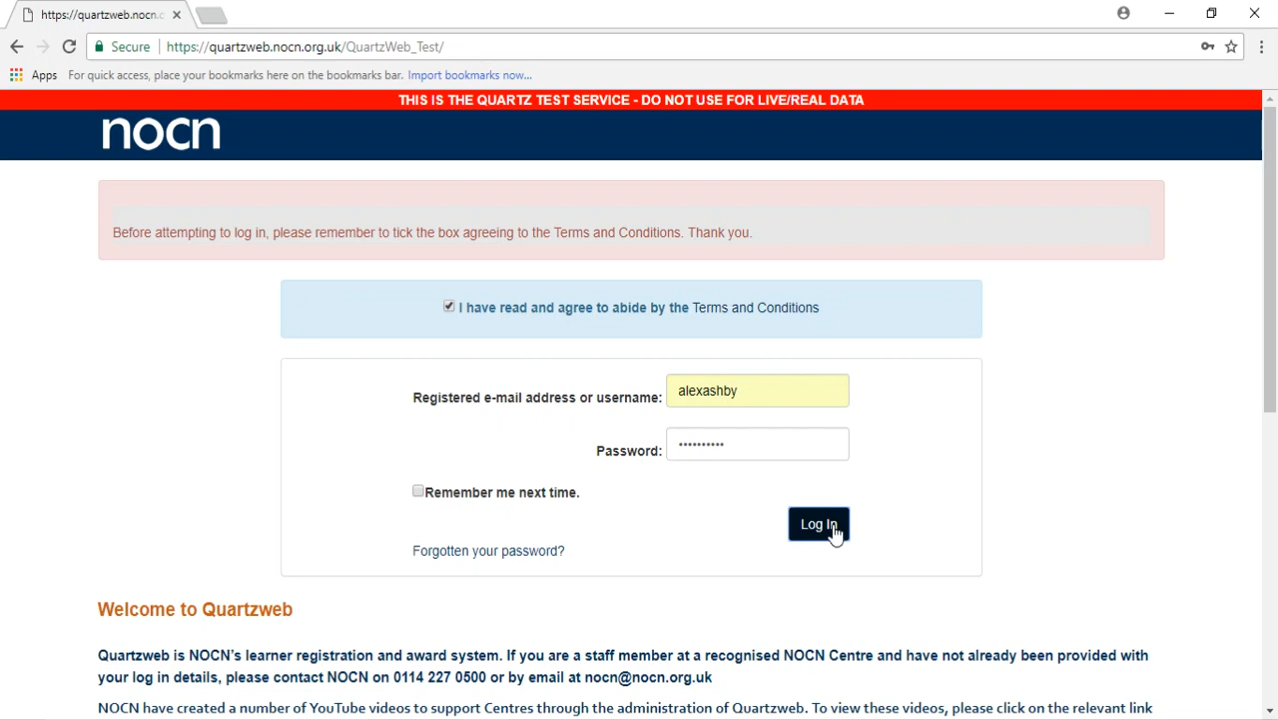 https://quartzweb.nocn.c
Secure https://quartzweb.nocn.org.uk/QuartzWeb_Test/
Apps For quick access, place your bookmarks here on the bookmarks bar. Import bookmarks now...
THIS IS THE QUARTZ TEST SERVICE - DO NOT USE FOR LIVE/REAL DATA
nocn
Before attempting to log in, please remember to tick the box agreeing to the Terms and Conditions. Thank you.
I have read and agree to abide by the Terms and Conditions
Registered e-mail address or username: alexashby
Password: ••••••••••
Remember me next time.
Log In
Forgotten your password?
Welcome to Quartzweb
Quartzweb is NOCN's learner registration and award system. If you are a staff member at a recognised NOCN Centre and have not already been provided with
your log in details, please contact NOCN on 0114 227 0500 or by email at nocn@nocn.org.uk
NOCN have created a number of YouTube videos to support Centres through the administration of Quartzweb. To view these videos, please click on the relevant link